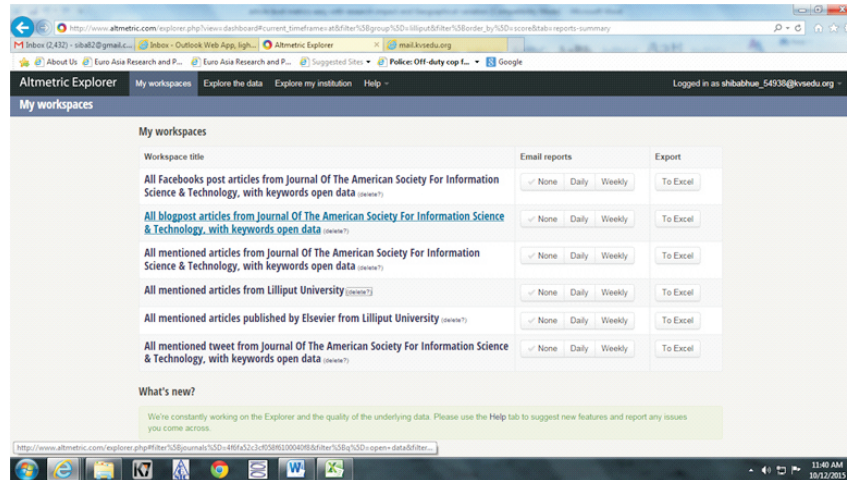 http://www.altmetric.com/explorer.php?view=dashboard#current_timeframe=at&filter%5Bgroup%5D=lilliput&filter%5Border_by%5D=score&tab=reports-summary
Inbox (2,432) - siba82@gmail.c... Inbox - Outlook Web App, ligh... Altmetric Explorer mail.kvsedu.org
About Us Euro Asia Research and P... Euro Asia Research and P... Suggested Sites Police: Off-duty cop f... Google
Altmetric Explorer My workspaces Explore the data Explore my institution Help Logged in as shibabhue_54938@kvsedu.org
My workspaces
My workspaces
Workspace title Email reports Export
All Facebooks post articles from Journal Of The American Society For Information
Science & Technology, with keywords open data (delete?) None Daily Weekly To Excel
All blogpost articles from Journal Of The American Society For Information Science
& Technology, with keywords open data (delete?) None Daily Weekly To Excel
All mentioned articles from Journal Of The American Society For Information
Science & Technology, with keywords open data (delete?) None Daily Weekly To Excel
All mentioned articles from Lilliput University (delete?) None Daily Weekly To Excel
All mentioned articles published by Elsevier from Lilliput University (delete?) None Daily Weekly To Excel
All mentioned tweet from Journal Of The American Society For Information Science
& Technology, with keywords open data (delete?) None Daily Weekly To Excel
What's new?
We're constantly working on the Explorer and the quality of the underlying data. Please use the Help tab to suggest new features and report any issues
you come across.
11:40 AM
10/12/2015